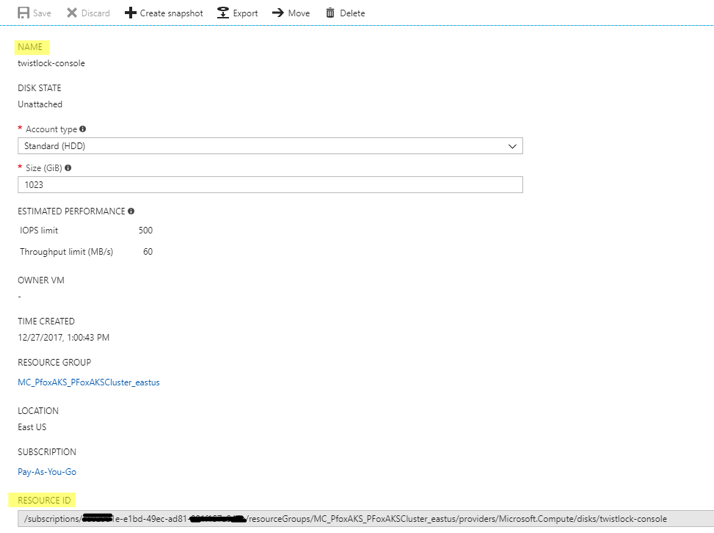 Save Discard Create snapshot Export Move Delete
NAME
twistlock-console
DISK STATE
Unattached
* Account type
Standard (HDD)
* Size (GiB)
1023
ESTIMATED PERFORMANCE
IOPS limit 500
Throughput limit (MB/s) 60
OWNER VM
-
TIME CREATED
12/27/2017, 1:00:43 PM
RESOURCE GROUP
MC_PfoxAKS_PFoxAKSCluster_eastus
LOCATION
East US
SUBSCRIPTION
Pay-As-You-Go
RESOURCE ID
/subscriptions/ e-e1bd-49ec-ad81- /resourceGroups/MC_PfoxAKS_PFoxAKSCluster_eastus/providers/Microsoft.Compute/disks/twistlock-console